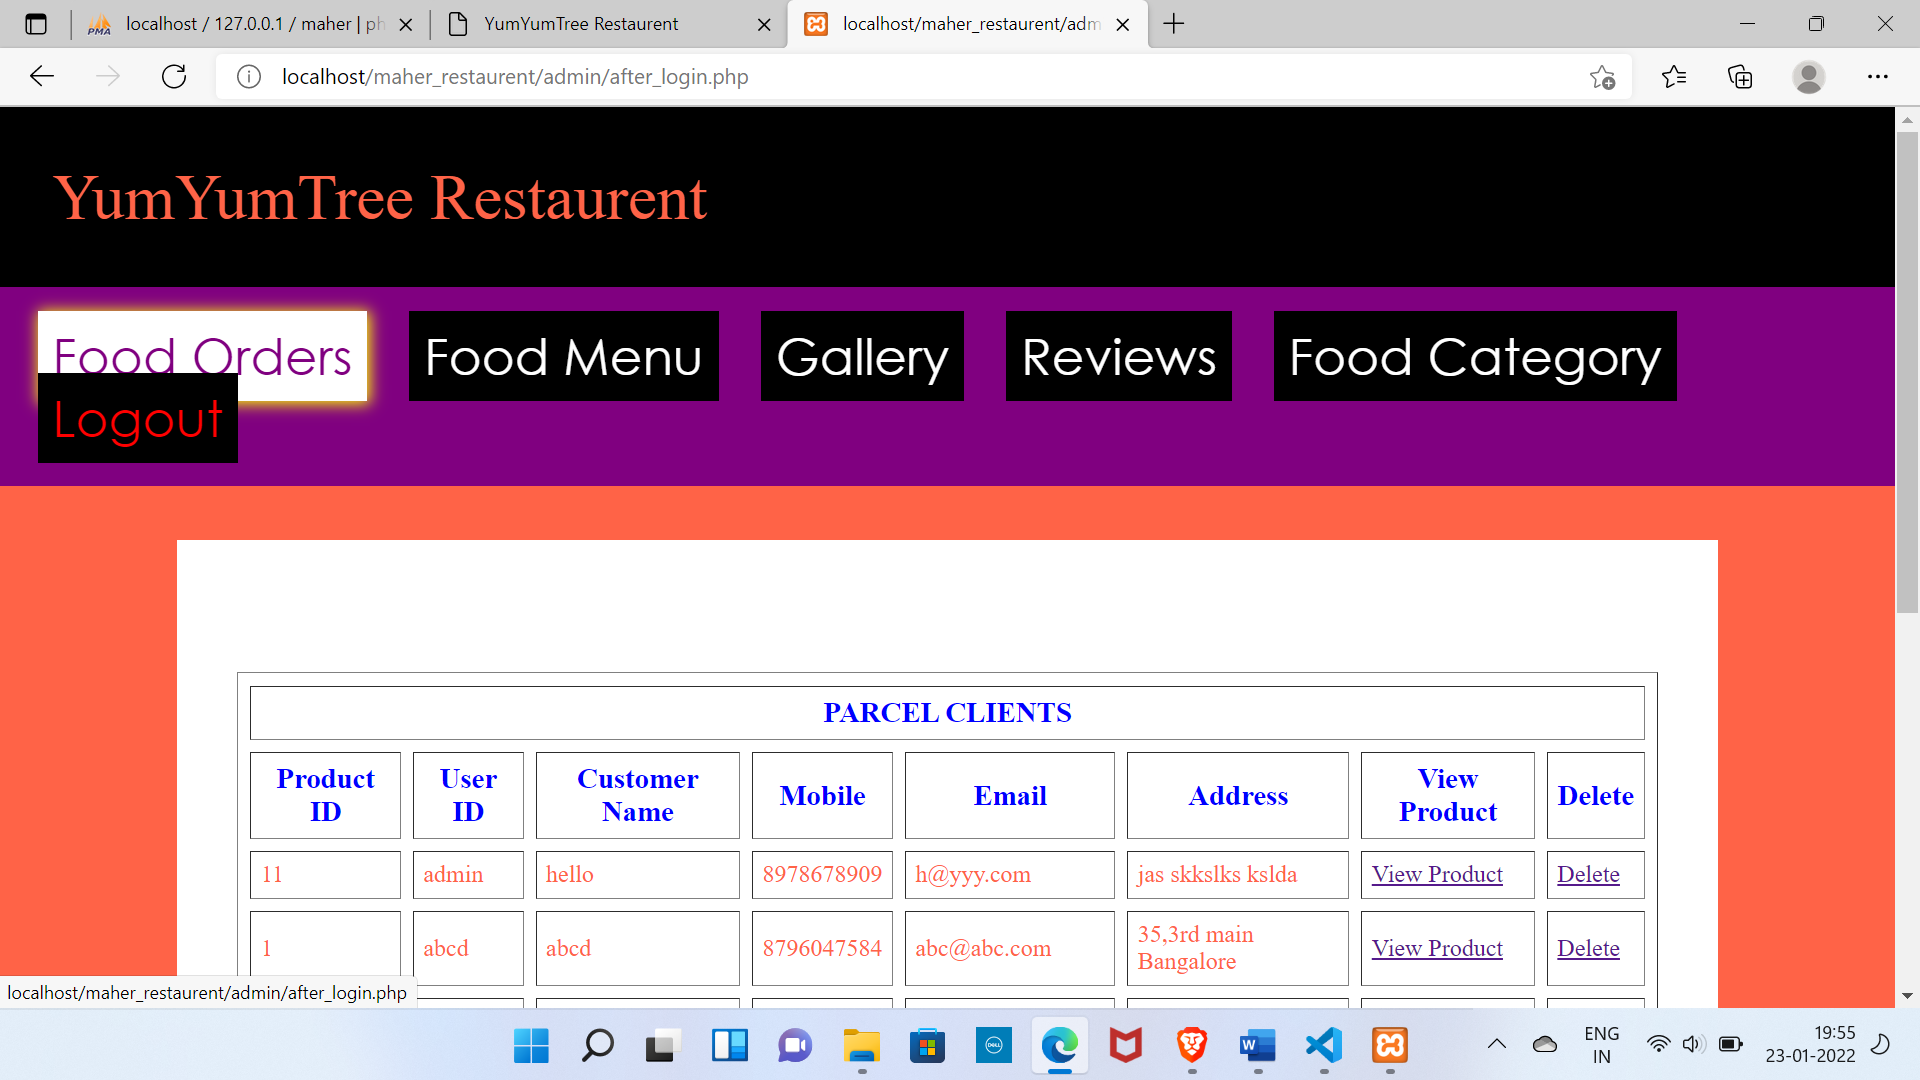 localhost / 127.0.0.1 / maher | ph
YumYumTree Restaurent
localhost/maher_restaurent/adm
localhost/maher_restaurent/admin/after_login.php
YumYumTree Restaurent
Food Orders
Food Menu
Gallery
Reviews
Food Category
Logout
PARCEL CLIENTS
Product ID
User ID
Customer Name
Mobile
Email
Address
View Product
Delete
11 admin hello 8978678909 h@yyy.com jas skkslks kslda View Product Delete
1 abcd abcd 8796047584 abc@abc.com 35,3rd main Bangalore View Product Delete
localhost/maher_restaurent/admin/after_login.php
ENG
IN
19:55
23-01-2022